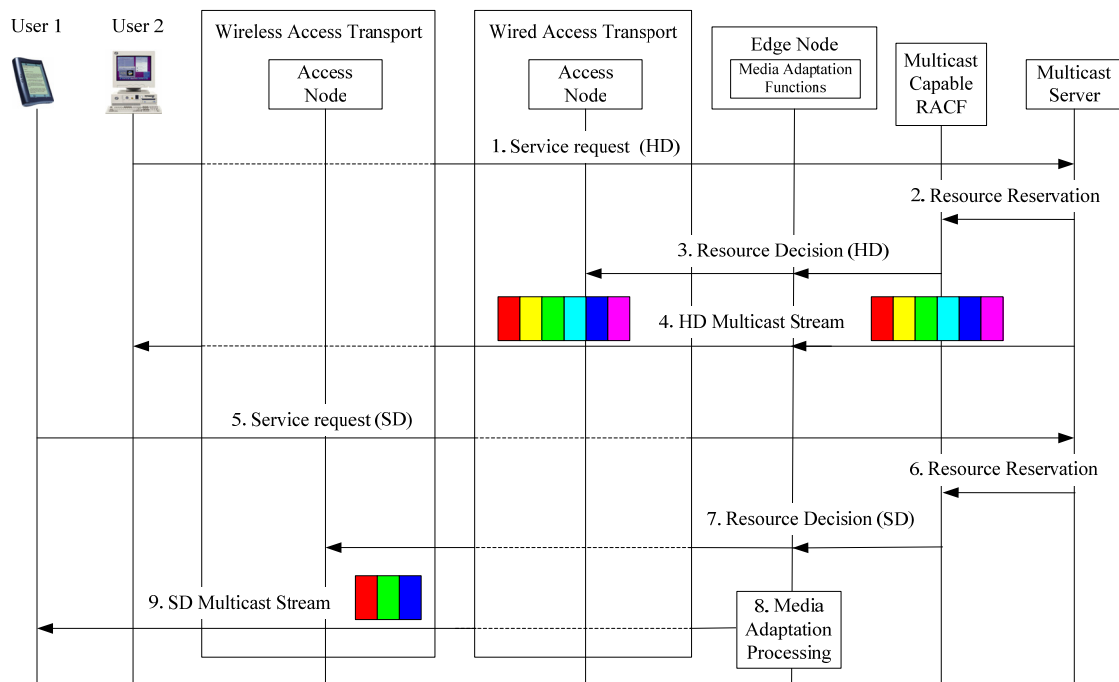 User 1
User 2
Wireless Access Transport
Wired Access Transport
Access
Node
Access
Node
Edge Node
Media Adaptation
Functions
Multicast
Capable
RACF
Multicast
Server
1. Service request (HD)
2. Resource Reservation
3. Resource Decision (HD)
4. HD Multicast Stream
5. Service request (SD)
6. Resource Reservation
7. Resource Decision (SD)
8. Media
Adaptation
Processing
9. SD Multicast Stream